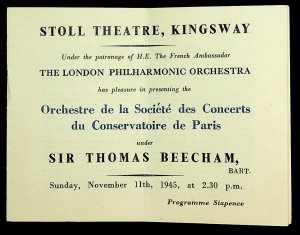 STOLL THEATRE, KINGSWAY
Under the patronage of H.E. The French Ambassador
THE LONDON PHILHARMONIC ORCHESTRA
has pleasure in presenting the
Orchestre de la Société des Concerts
du Conservatoire de Paris
under
SIR THOMAS BEECHAM,
BART.
Sunday, November 11th, 1945, at 2.30 p.m.
Programme Sixpence